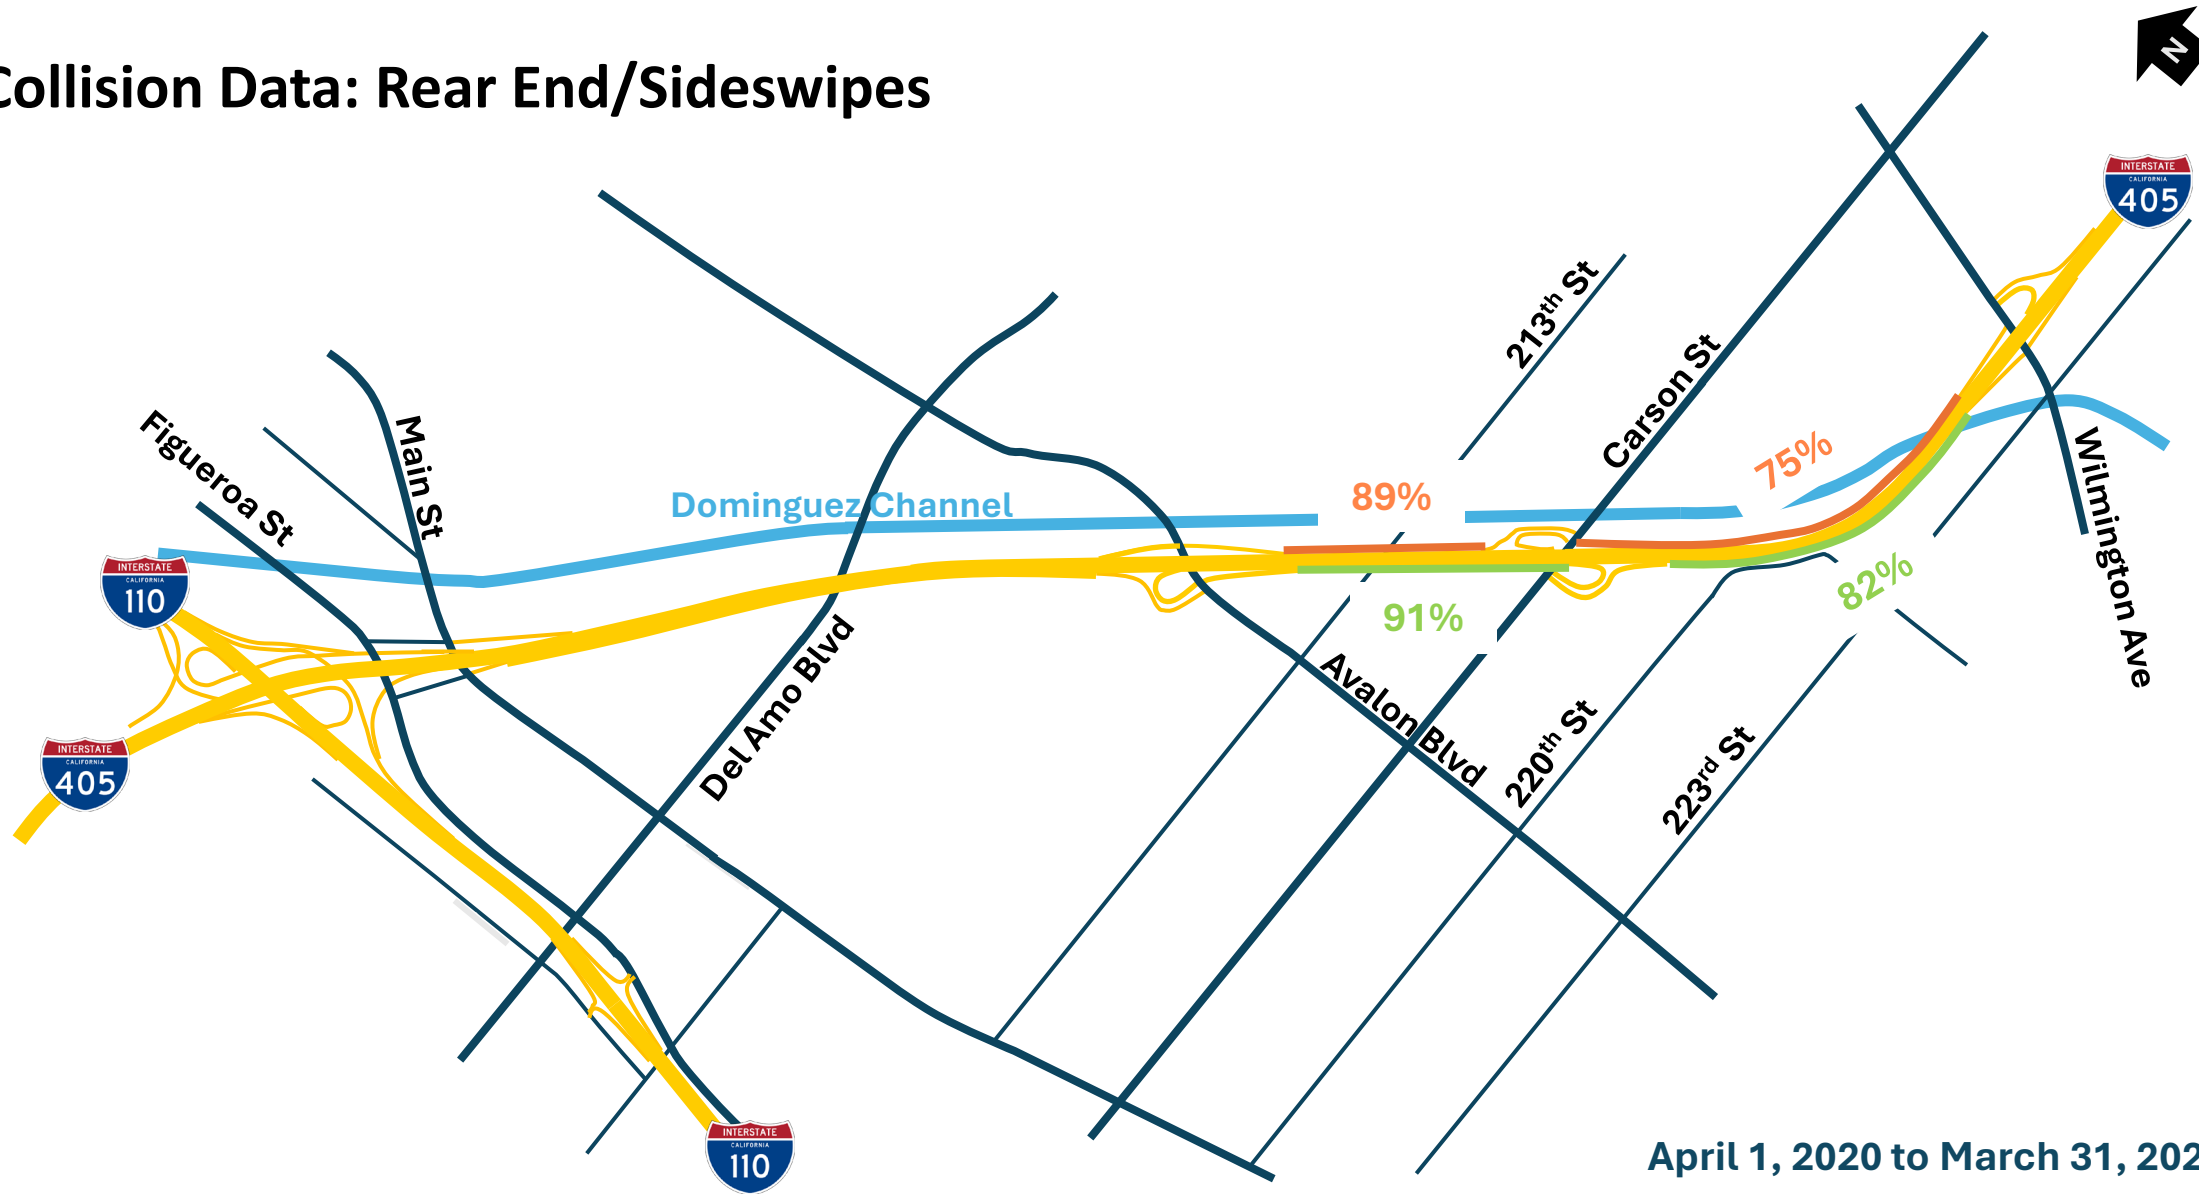 Collision Data: Rear End/Sideswipes
N
INTERSTATE
CALIFORNIA
405
213th St
Carson St
Main St
Figueroa St
75%
Wilmington Ave
89%
Dominguez Channel
INTERSTATE
CALIFORNIA
110
82%
91%
Del Amo Blvd
Avalon Blvd
220th St
223rd St
INTERSTATE
CALIFORNIA
405
INTERSTATE
CALIFORNIA
110
April 1, 2020 to March 31,